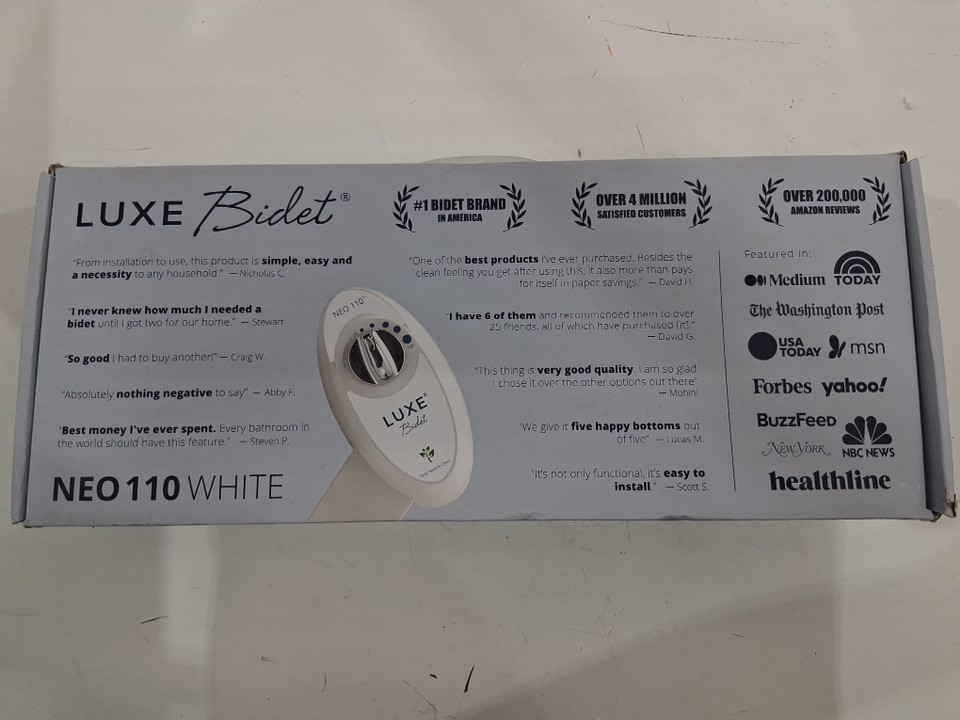 LUXE Bidet®
#1 BIDET BRAND
IN AMERICA
OVER 4 MILLION
SATISFIED CUSTOMERS
OVER 200,000
AMAZON REVIEWS
"From installation to use, this product is simple, easy and
a necessity to any household." — Nicholas C.
"I never knew how much I needed a
bidet until I got two for our home." — Stewart
"So good I had to buy another!" — Craig W.
"Absolutely nothing negative to say" — Abby F.
"Best money I've ever spent. Every bathroom in
the world should have this feature." — Steven P.
NEO 110 WHITE
NEO 110™
LUXE®
Bidet
"One of the best products I've ever purchased. Besides the
clean feeling you get after using this, it also more than pays
for itself in paper savings." — David H.
"I have 6 of them and recommended them to over
25 friends, all of which have purchased [it]."
— David G.
"This thing is very good quality. I am so glad
I chose it over the other options out there"
— Mohini
"We give it five happy bottoms out
of five" — Lucas M.
"It's not only functional, it's easy to
install." — Scott S.
Featured in:
Medium TODAY
The Washington Post
USA TODAY msn
Forbes yahoo!
BuzzFeed
NEW YORK NBC NEWS
healthline